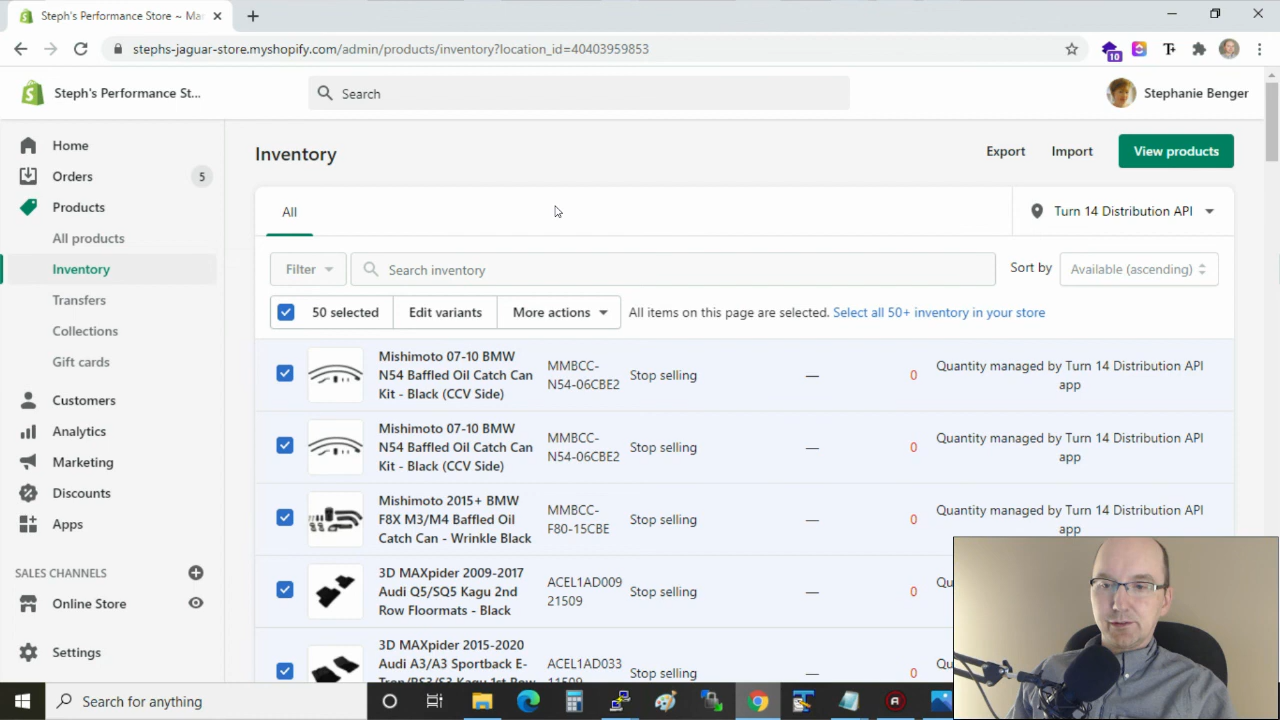 Steph's Performance Store ~ Ma
stephs-jaguar-store.myshopify.com/admin/products/inventory?location_id=40403959853
10
Steph's Performance St...
Search
Stephanie Benger
Home
Orders
5
Products
All products
Inventory
Transfers
Collections
Gift cards
Customers
Analytics
Marketing
Discounts
Apps
SALES CHANNELS
Online Store
Settings
Inventory
Export
Import
View products
All
Turn 14 Distribution API
Filter
Search inventory
Sort by
Available (ascending)
50 selected
Edit variants
More actions
All items on this page are selected. Select all 50+ inventory in your store
Mishimoto 07-10 BMW
N54 Baffled Oil Catch Can
Kit - Black (CCV Side)
MMBCC-
N54-06CBE2
Stop selling
—
0
Quantity managed by Turn 14 Distribution API
app
Mishimoto 07-10 BMW
N54 Baffled Oil Catch Can
Kit - Black (CCV Side)
MMBCC-
N54-06CBE2
Stop selling
—
0
Quantity managed by Turn 14 Distribution API
app
Mishimoto 2015+ BMW
F8X M3/M4 Baffled Oil
Catch Can - Wrinkle Black
MMBCC-
F80-15CBE
Stop selling
—
0
Quantity managed by Turn 14 Distribution API
app
3D MAXpider 2009-2017
Audi Q5/SQ5 Kagu 2nd
Row Floormats - Black
ACEL1AD009
21509
Stop selling
—
0
3D MAXpider 2015-2020
Audi A3/A3 Sportback E-
Tron/RS3/S3 Kagu 1st Row
ACEL1AD033
11509
Stop selling
—
0
Search for anything